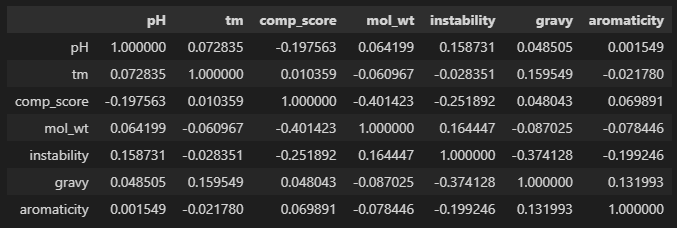 pH tm comp_score mol_wt instability gravy aromaticity
pH 1.000000 0.072835 -0.197563 0.064199 0.158731 0.048505 0.001549
tm 0.072835 1.000000 0.010359 -0.060967 -0.028351 0.159549 -0.021780
comp_score -0.197563 0.010359 1.000000 -0.401423 -0.251892 0.048043 0.069891
mol_wt 0.064199 -0.060967 -0.401423 1.000000 0.164447 -0.087025 -0.078446
instability 0.158731 -0.028351 -0.251892 0.164447 1.000000 -0.374128 -0.199246
gravy 0.048505 0.159549 0.048043 -0.087025 -0.374128 1.000000 0.131993
aromaticity 0.001549 -0.021780 0.069891 -0.078446 -0.199246 0.131993 1.000000